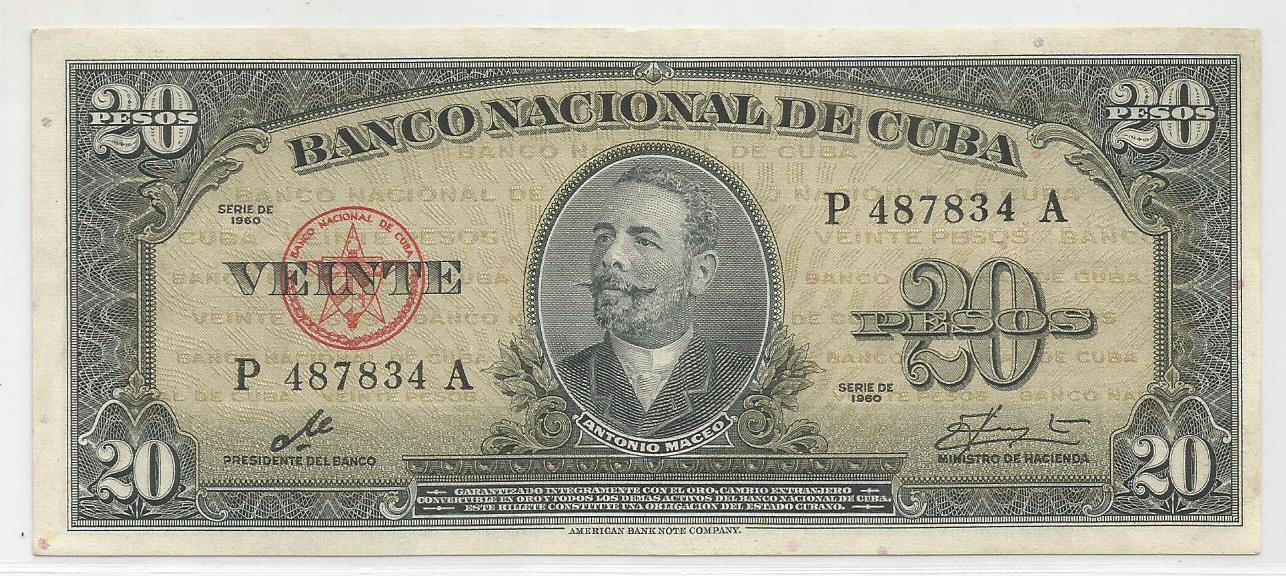 20 PESOS
20 PESOS
BANCO NACIONAL DE CUBA
SERIE DE
1960
P 487834 A
BANCO NACIONAL DE CUBA
VEINTE
20
PESOS
P 487834 A
SERIE DE
1960
ANTONIO MACEO
Che
PRESIDENTE DEL BANCO
MINISTRO DE HACIENDA
20
20
GARANTIZADO INTEGRAMENTE CON EL ORO, CAMBIO EXTRANJERO
CONVERTIBLE EN ORO Y TODOS LOS DEMAS ACTIVOS DEL BANCO NACIONAL DE CUBA.
ESTE BILLETE CONSTITUYE UNA OBLIGACION DEL ESTADO CUBANO.
AMERICAN BANK NOTE COMPANY.